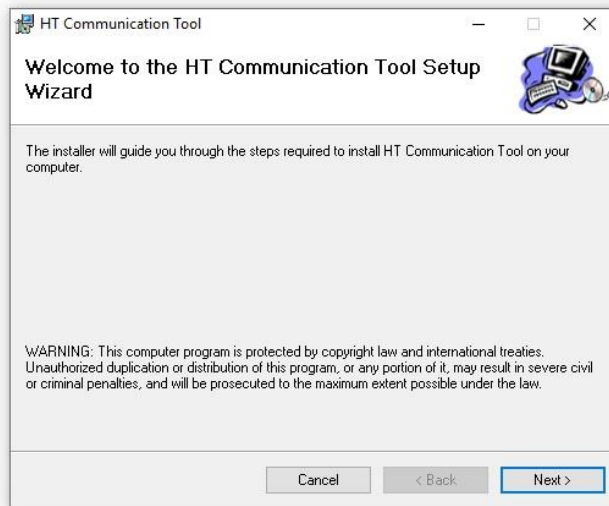 HT Communication Tool
Welcome to the HT Communication Tool Setup
Wizard
The installer will guide you through the steps required to install HT Communication Tool on your
computer.
WARNING: This computer program is protected by copyright law and international treaties.
Unauthorized duplication or distribution of this program, or any portion of it, may result in severe civil
or criminal penalties, and will be prosecuted to the maximum extent possible under the law.
Cancel < Back Next >